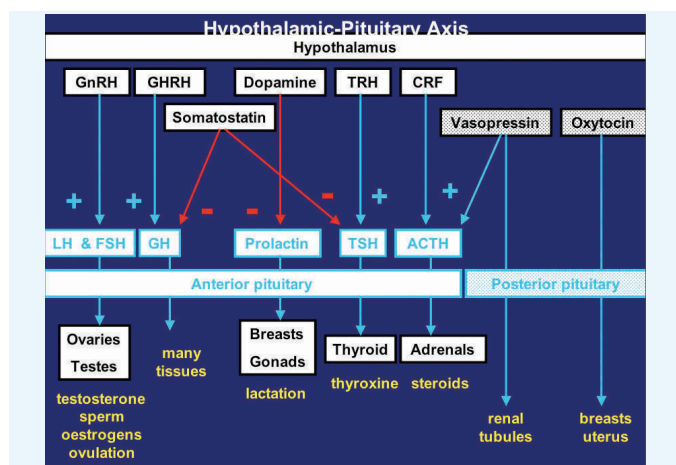 Hypothalamic-Pituitary Axis
Hypothalamus
GnRH GHRH Dopamine TRH CRF
Somatostatin Vasopressin Oxytocin
+ + - - - + +
LH & FSH GH Prolactin TSH ACTH
Anterior pituitary Posterior pituitary
Ovaries
Testes
many
tissues
Breasts
Gonads
Thyroid Adrenals
testosterone
sperm
oestrogens
ovulation
lactation
thyroxine steroids
renal
tubules
breasts
uterus